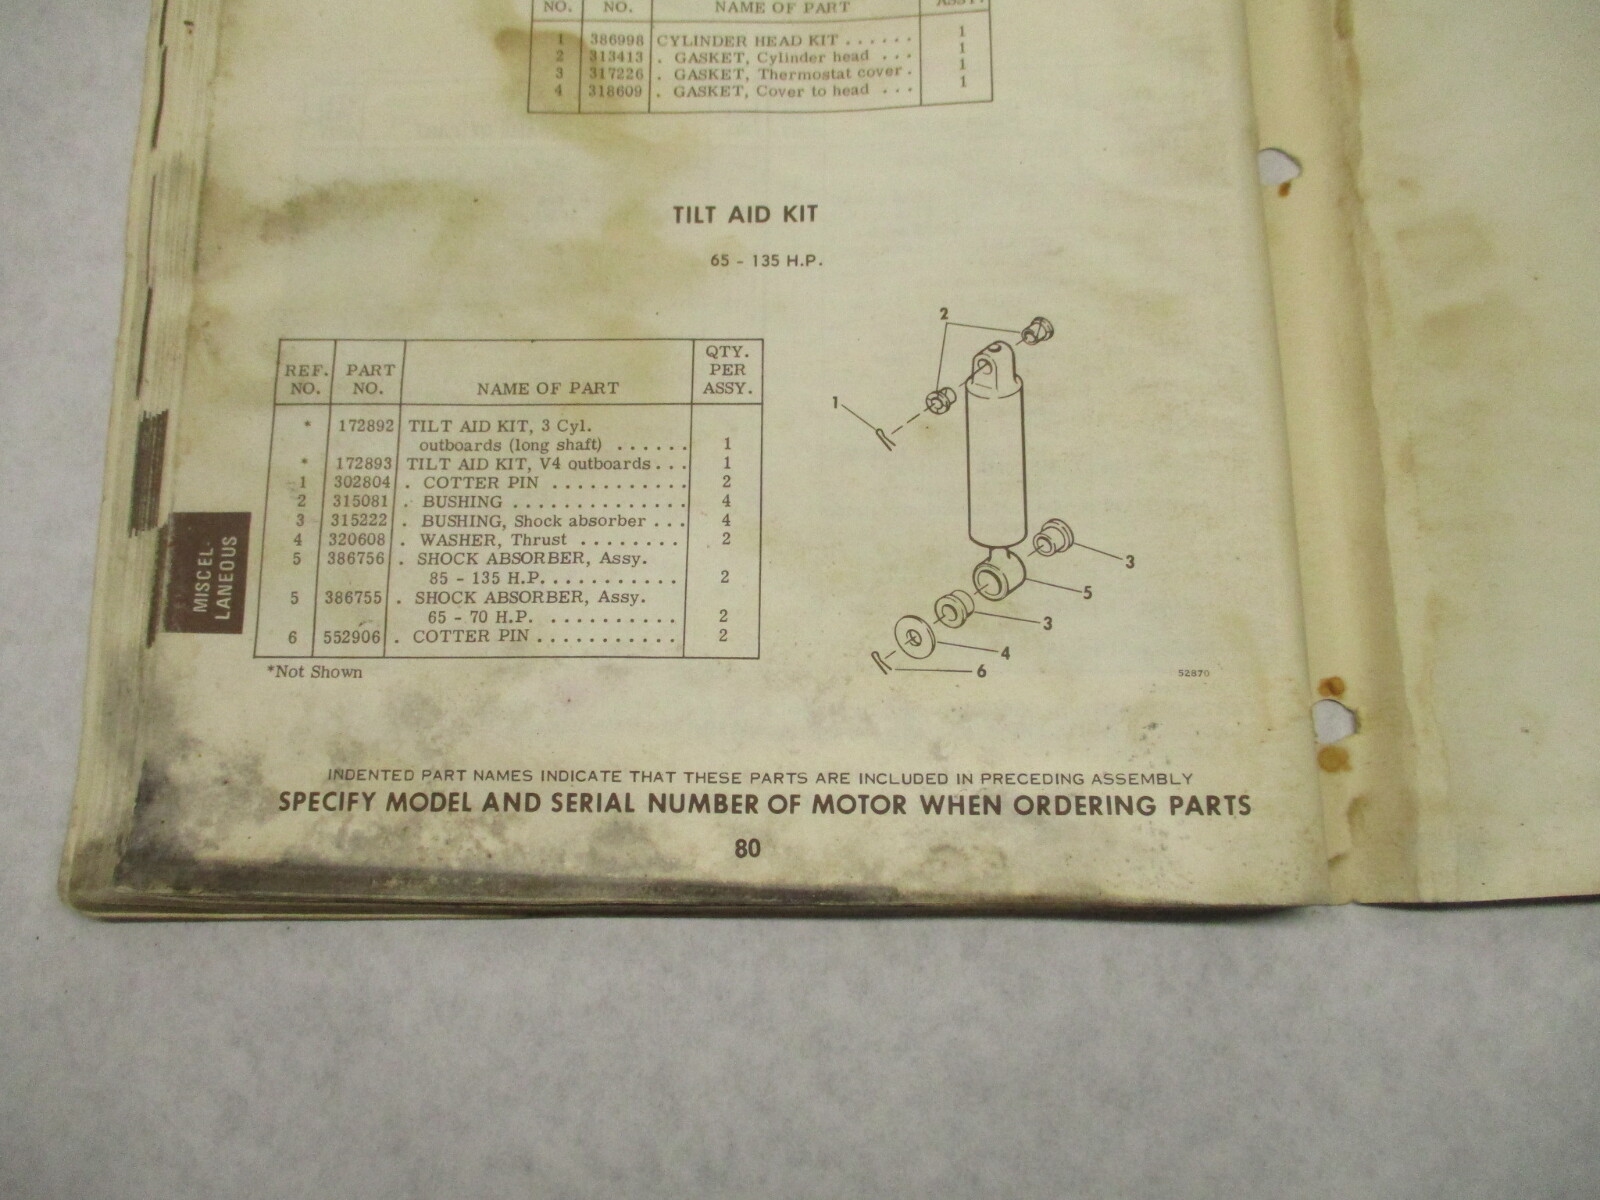 NO. NO. NAME OF PART ASSY.
1 386998 CYLINDER HEAD KIT . . . . . . 1
2 313413 . GASKET, Cylinder head . . . 1
3 317226 . GASKET, Thermostat cover . 1
4 318609 . GASKET, Cover to head . . . 1
TILT AID KIT
65 - 135 H.P.
REF. NO. PART NO. NAME OF PART QTY. PER ASSY.
* 172892 TILT AID KIT, 3 Cyl.
outboards (long shaft) . . . . . . 1
* 172893 TILT AID KIT, V4 outboards . . . 1
1 302804 . COTTER PIN . . . . . . . . . . . 2
2 315081 . BUSHING . . . . . . . . . . . . . . 4
3 315222 . BUSHING, Shock absorber . . . 4
4 320608 . WASHER, Thrust . . . . . . . . 2
5 386756 . SHOCK ABSORBER, Assy.
85 - 135 H.P. . . . . . . . . . . 2
5 386755 . SHOCK ABSORBER, Assy.
65 - 70 H.P. . . . . . . . . . . 2
6 552906 . COTTER PIN . . . . . . . . . . . 2
*Not Shown
2
1
3
5
3
4
6
52870
MISCEL-
LANEOUS
INDENTED PART NAMES INDICATE THAT THESE PARTS ARE INCLUDED IN PRECEDING ASSEMBLY
SPECIFY MODEL AND SERIAL NUMBER OF MOTOR WHEN ORDERING PARTS
80